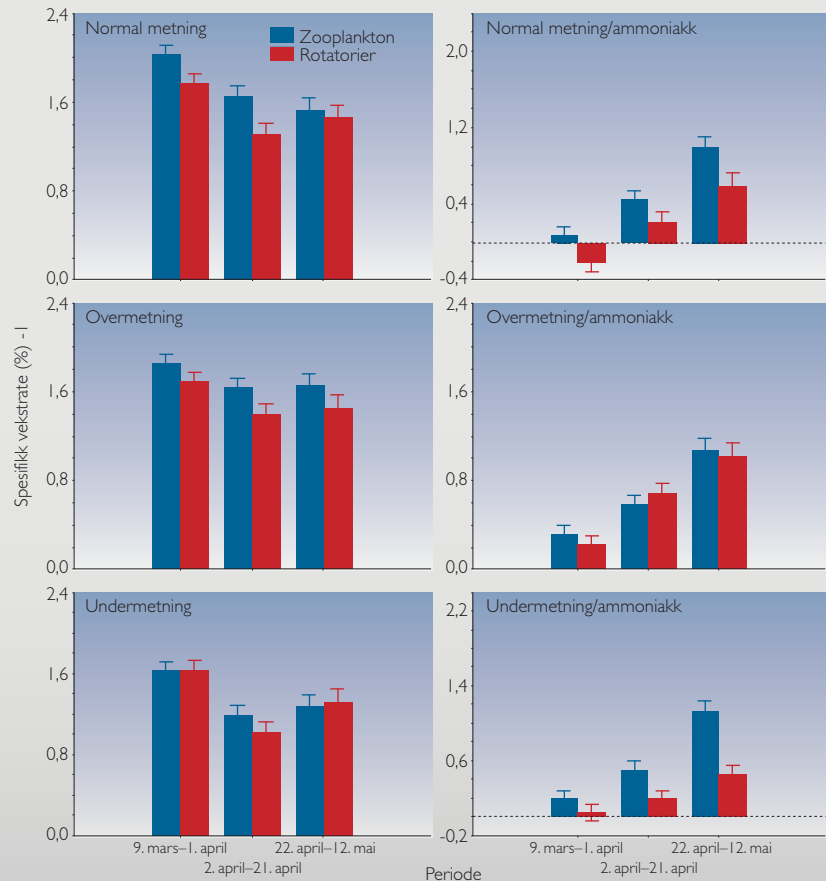 Normal metning
Zooplankton
Rotatorier
2,4
1,6
0,8
0,0
Normal metning/ammoniakk
2,0
1,2
0,4
-0,4
Overmetning
2,4
1,6
0,8
0,0
Overmetning/ammoniakk
2,4
1,6
0,8
0,0
Spesifikk vekstrate (%) -1
Undermetning
2,4
1,6
0,8
0,0
Undermetning/ammoniakk
2,2
1,4
0,6
-0,2
9. mars–1. april
22. april–12. mai
2. april–21. april
9. mars–1. april
22. april–12. mai
2. april–21. april
Periode